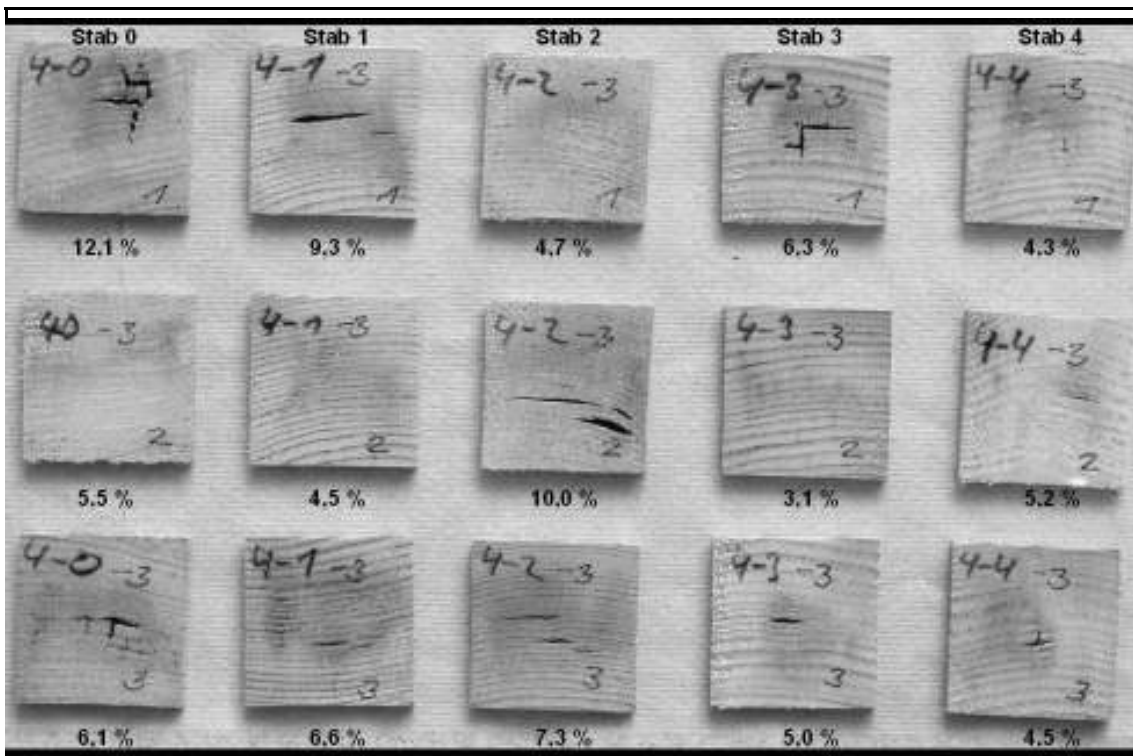 Stab 0 Stab 1 Stab 2 Stab 3 Stab 4
4-0 4-1 -3 4-2 -3 4-3 -3 4-4 -3
1 1 1 1 1
12,1 % 9,3 % 4,7 % 6,3 % 4,3 %
40 -3 4-1 -3 4-2 -3 4-3 -3 4-4 -3
2 2 2 2 2
5.5 % 4,5 % 10,0 % 3,1 % 5,2 %
4-0 -3 4-1 -3 4-2 -3 4-3 -3 4-4 -3
3 3 3 3 3
6,1 % 6,6 % 7,3 % 5,0 % 4,5 %